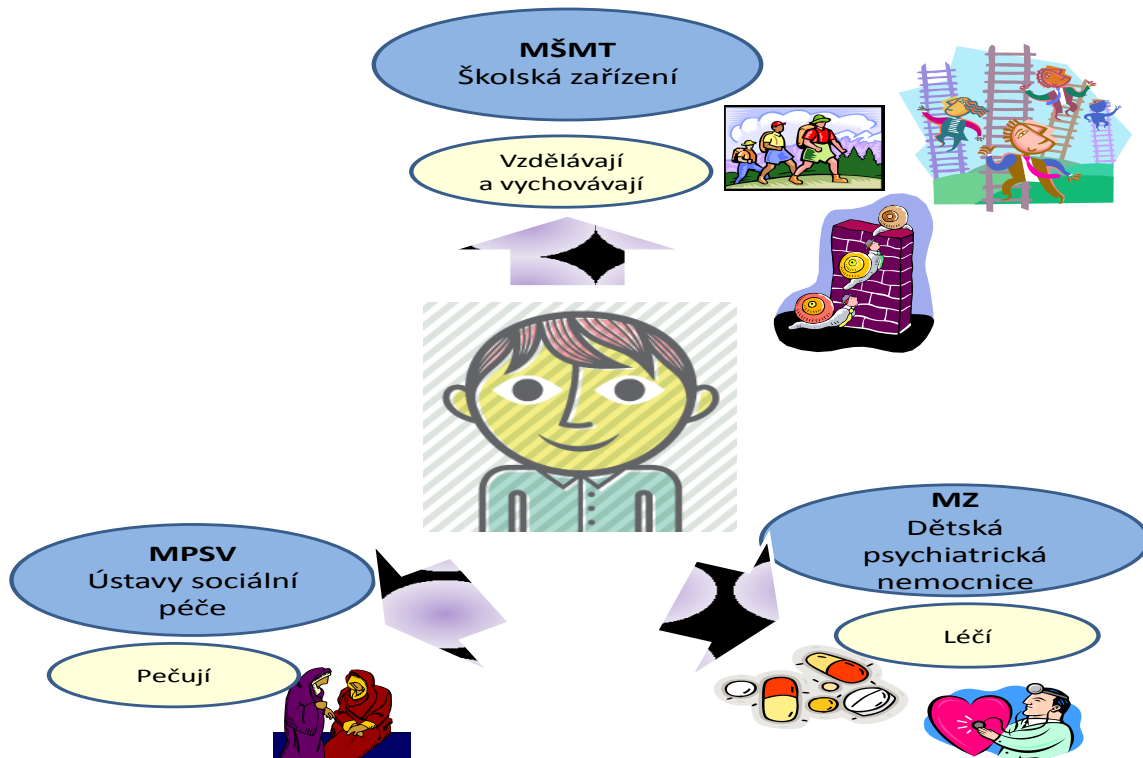 MŠMT
Školská zařízení
Vzdělávají
a vychovávají
MPSV
Ústavy sociální
péče
Pečují
MZ
Dětská
psychiatrická
nemocnice
Léčí